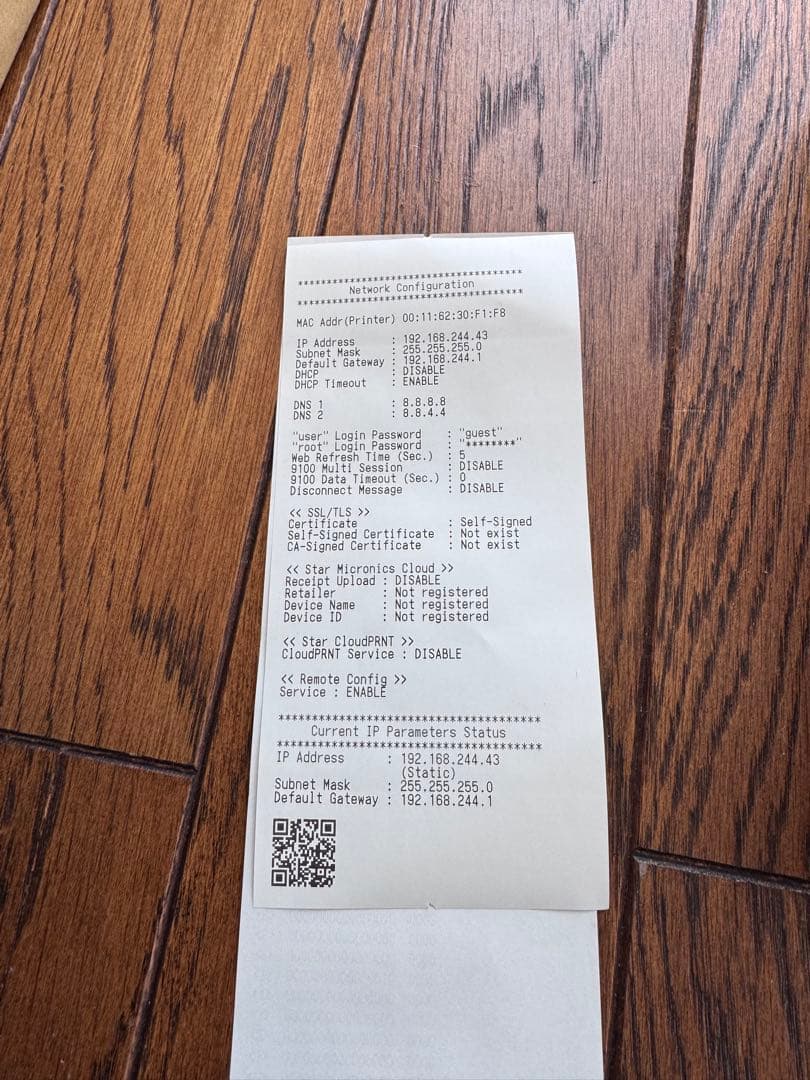 ************************************
Network Configuration
************************************
MAC Addr(Printer) 00:11:62:30:F1:F8
IP Address : 192.168.244.43
Subnet Mask : 255.255.255.0
Default Gateway : 192.168.244.1
DHCP : DISABLE
DHCP Timeout : ENABLE
DNS 1 : 8.8.8.8
DNS 2 : 8.8.4.4
"user" Login Password : "guest"
"root" Login Password : "********"
Web Refresh Time (Sec.) : 5
9100 Multi Session : DISABLE
9100 Data Timeout (Sec.) : 0
Disconnect Message : DISABLE
<< SSL/TLS >>
Certificate : Self-Signed
Self-Signed Certificate : Not exist
CA-Signed Certificate : Not exist
<< Star Micronics Cloud >>
Receipt Upload : DISABLE
Retailer : Not registered
Device Name : Not registered
Device ID : Not registered
<< Star CloudPRNT >>
CloudPRNT Service : DISABLE
<< Remote Config >>
Service : ENABLE
************************************
Current IP Parameters Status
************************************
IP Address : 192.168.244.43
(Static)
Subnet Mask : 255.255.255.0
Default Gateway : 192.168.244.1